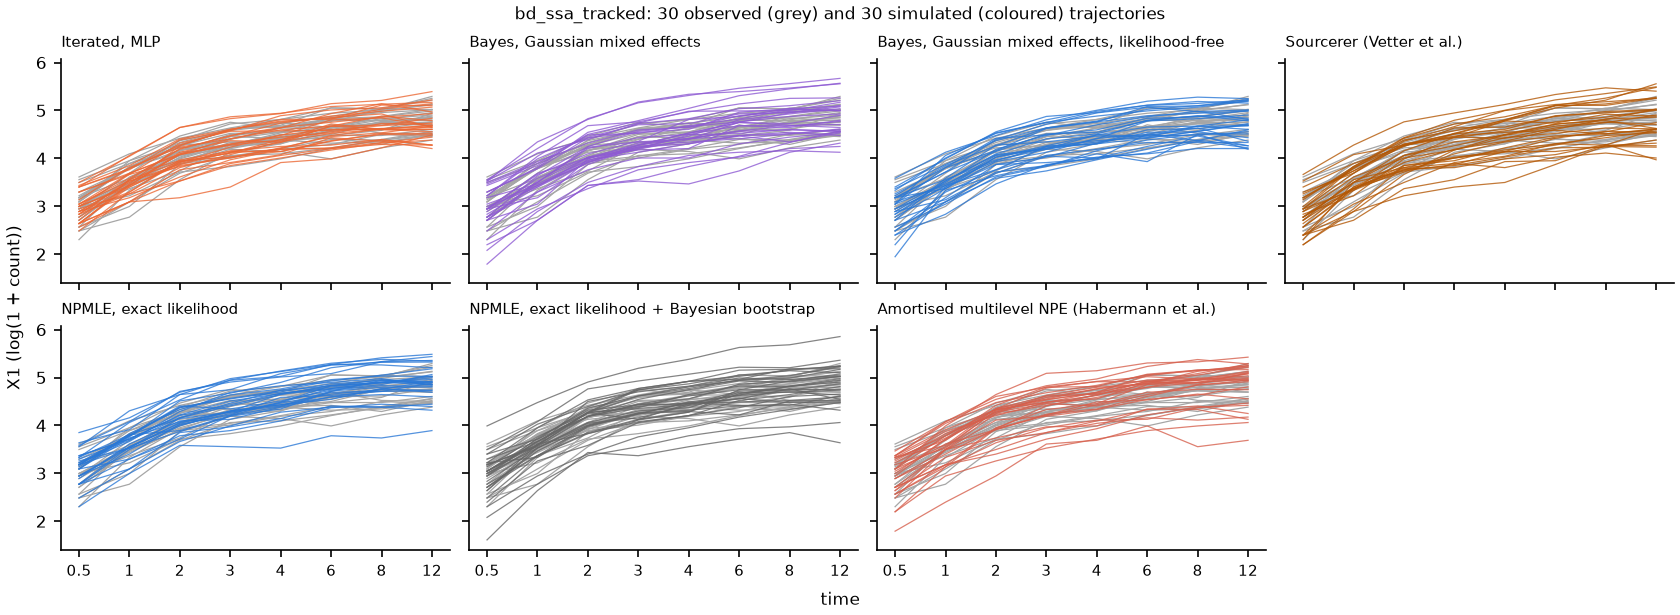 bd_ssa_tracked: 30 observed (grey) and 30 simulated (coloured) trajectories
Iterated, MLP
Bayes, Gaussian mixed effects
Bayes, Gaussian mixed effects, likelihood-free
Sourcerer (Vetter et al.)
6
5
4
3
2
X1 (log(1 + count))
NPMLE, exact likelihood
NPMLE, exact likelihood + Bayesian bootstrap
Amortised multilevel NPE (Habermann et al.)
6
5
4
3
2
0.5 1 2 3 4 6 8 12
0.5 1 2 3 4 6 8 12
0.5 1 2 3 4 6 8 12
time